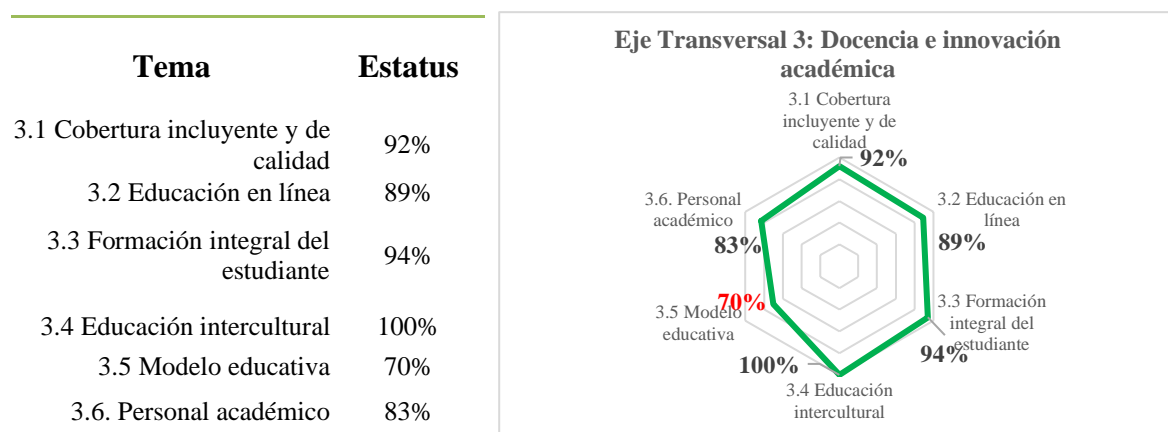 Tema Estatus
3.1 Cobertura incluyente y de
calidad
92%
3.2 Educación en línea 89%
3.3 Formación integral del
estudiante
94%
3.4 Educación intercultural 100%
3.5 Modelo educativa 70%
3.6. Personal académico 83%
Eje Transversal 3: Docencia e innovación
académica
3.1 Cobertura
incluyente y de
calidad
92%
3.2 Educación en
línea
89%
3.3 Formación
integral del
estudiante
94%
3.4 Educación
intercultural
100%
3.5 Modelo
educativa
70%
3.6. Personal
académico
83%